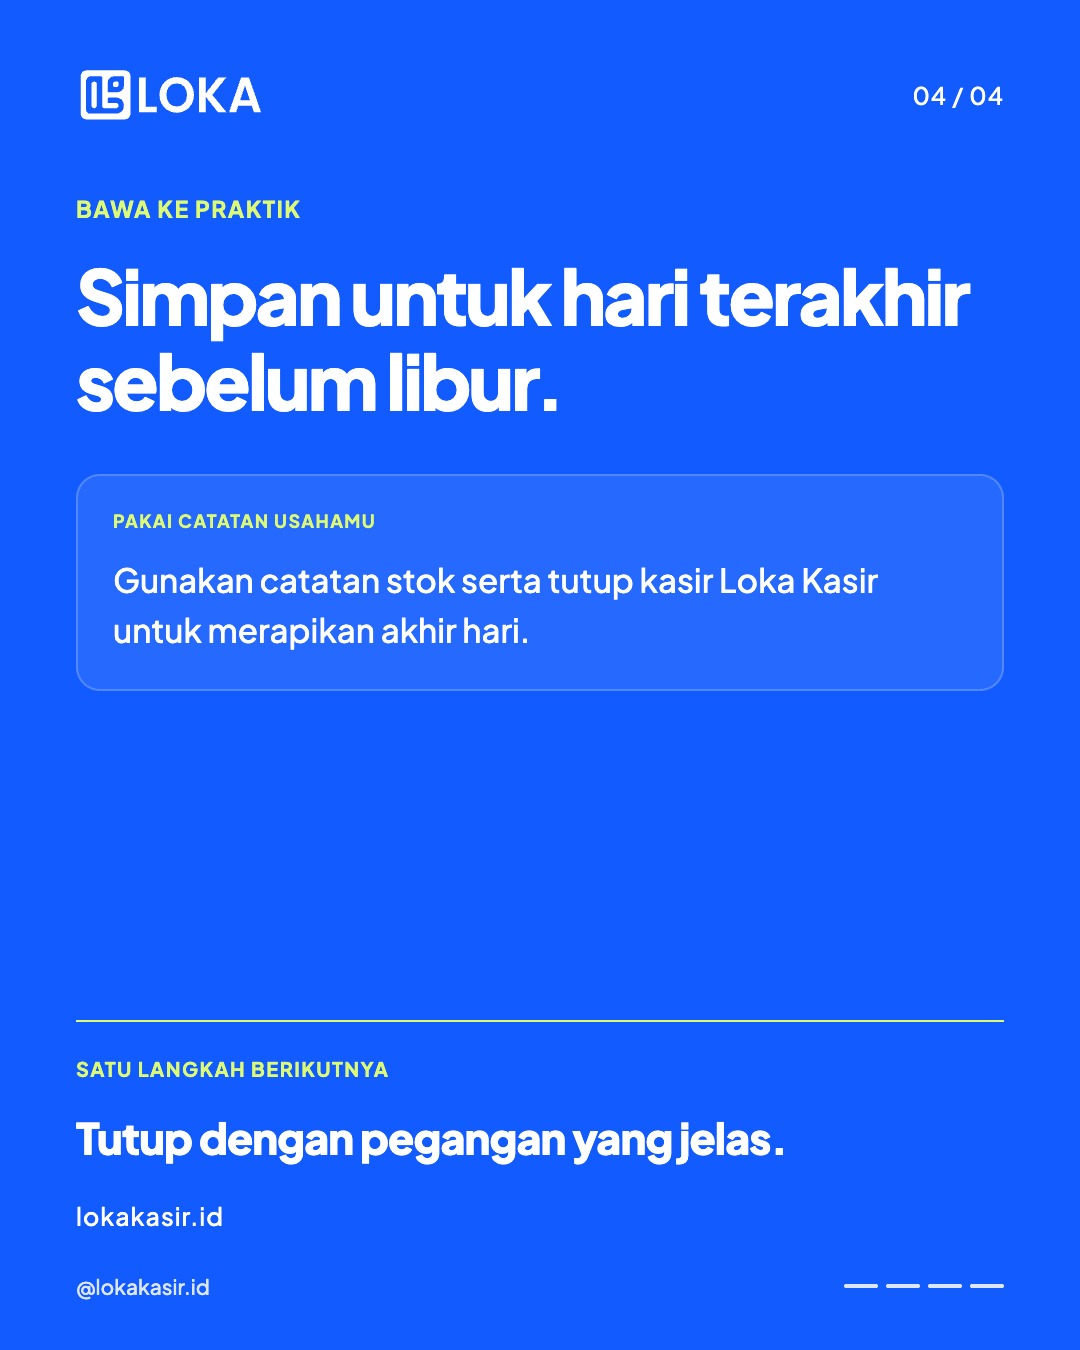 LOKA
04 / 04
BAWA KE PRAKTIK
Simpan untuk hari terakhir
sebelum libur.
PAKAI CATATAN USAHAMU
Gunakan catatan stok serta tutup kasir Loka Kasir
untuk merapikan akhir hari.
SATU LANGKAH BERIKUTNYA
Tutup dengan pegangan yang jelas.
lokakasir.id
@lokakasir.id